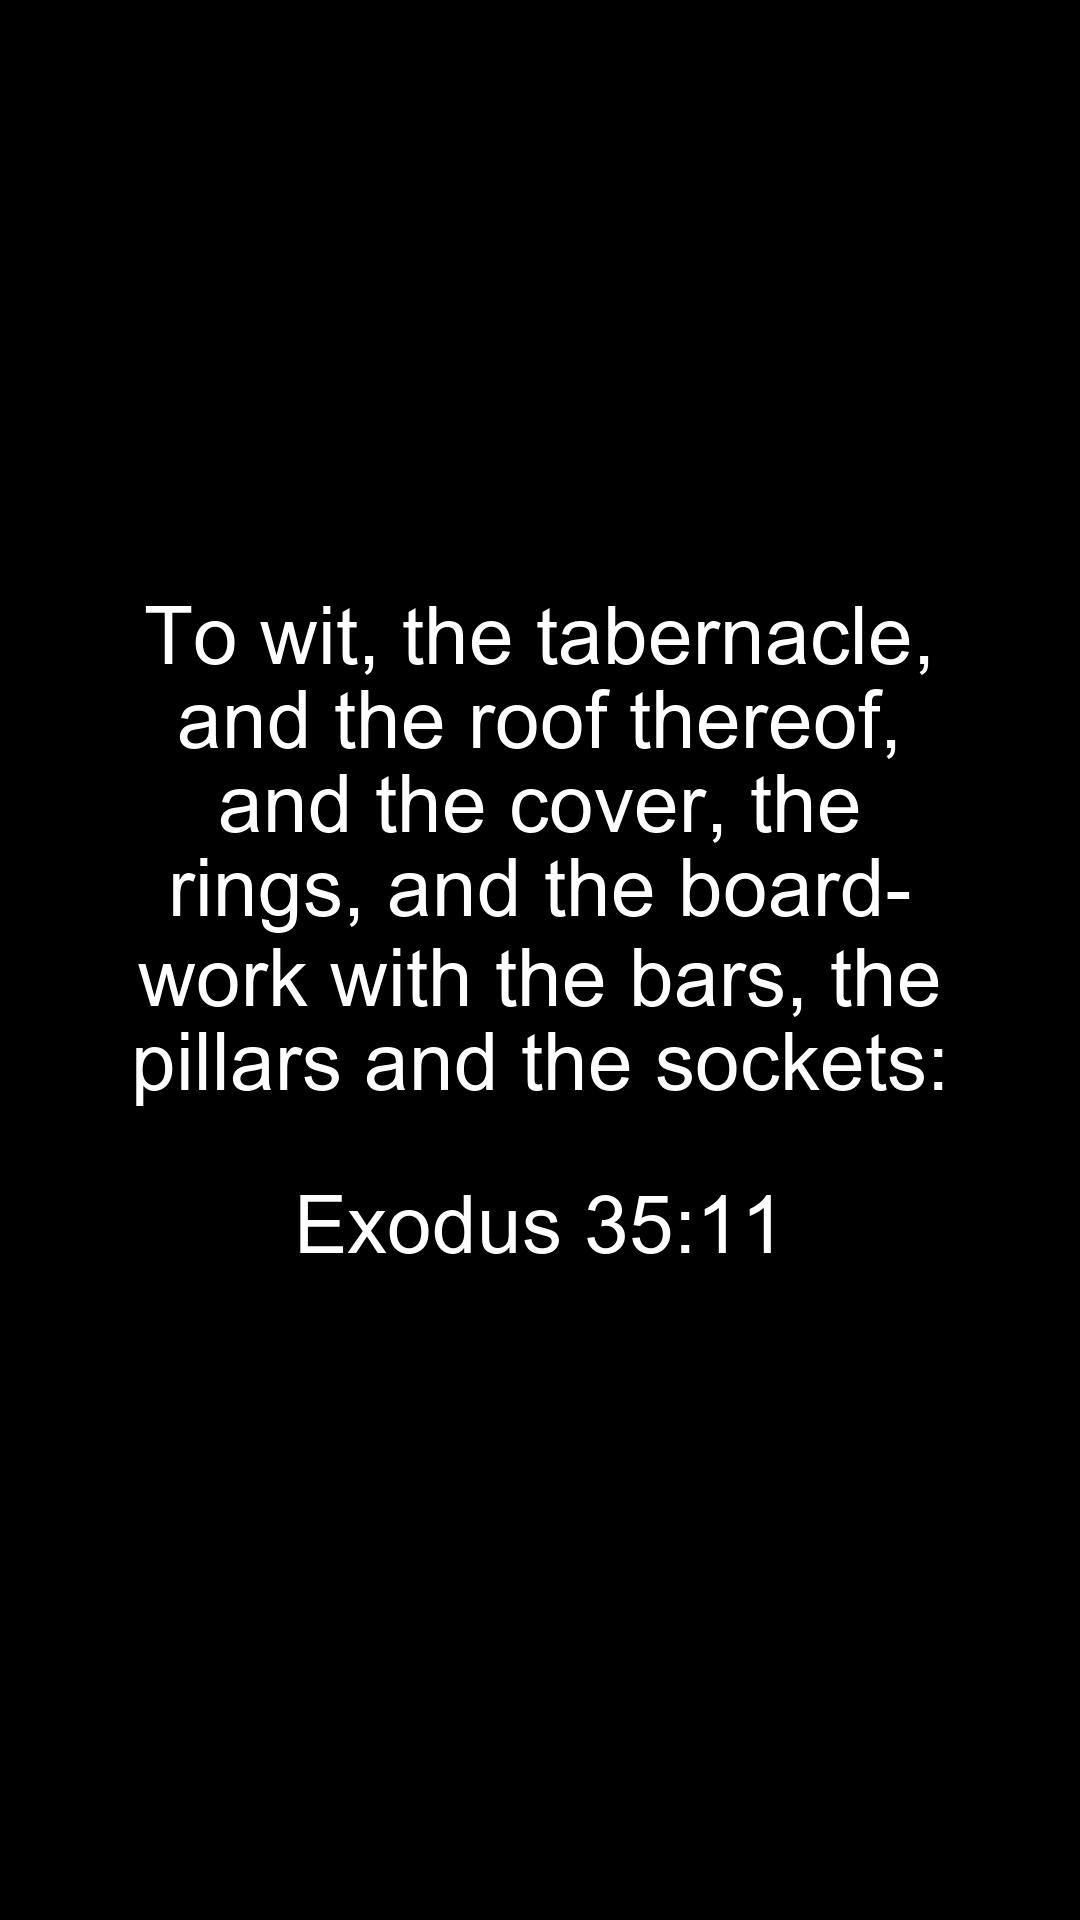 To wit, the tabernacle,
and the roof thereof,
and the cover, the
rings, and the board-
work with the bars, the
pillars and the sockets:
Exodus 35:11